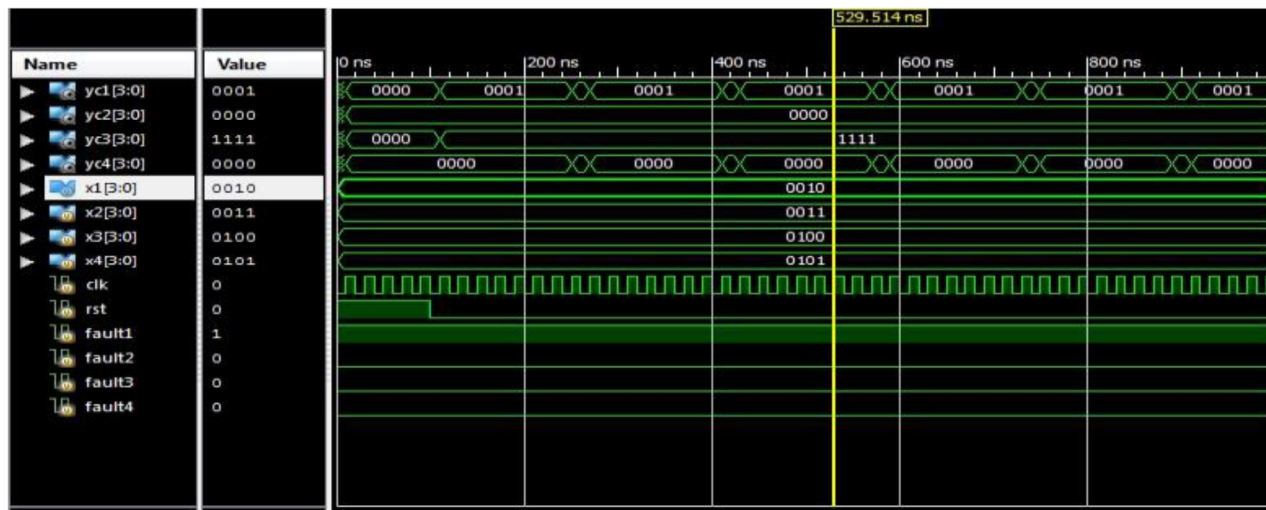 529.514 ns
Name Value 0 ns 200 ns 400 ns 600 ns 800 ns
yc1[3:0] 0001 0000 0001 0001 0001 0001 0001 0001
yc2[3:0] 0000 0000
yc3[3:0] 1111 0000 1111
yc4[3:0] 0000 0000 0000 0000 0000 0000 0000
x1[3:0] 0010 0010
x2[3:0] 0011 0011
x3[3:0] 0100 0100
x4[3:0] 0101 0101
clk 0
rst 0
fault1 1
fault2 0
fault3 0
fault4 0